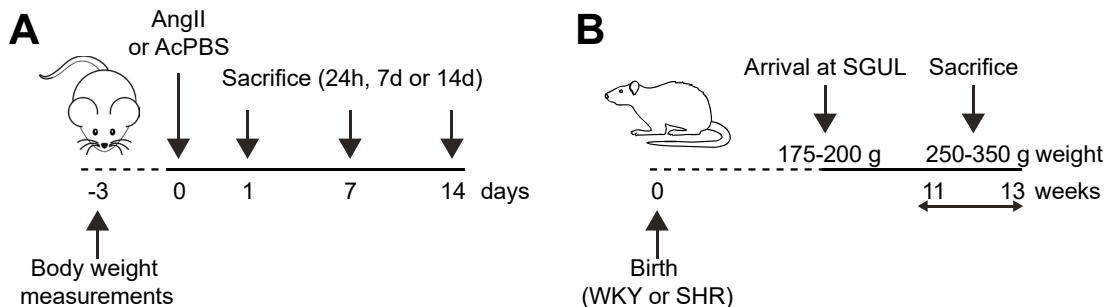 A
AngII
or AcPBS
Sacrifice (24h, 7d or 14d)
-3 0 1 7 14 days
Body weight
measurements
B
Arrival at SGUL Sacrifice
175-200 g 250-350 g weight
0 11 13 weeks
Birth
(WKY or SHR)